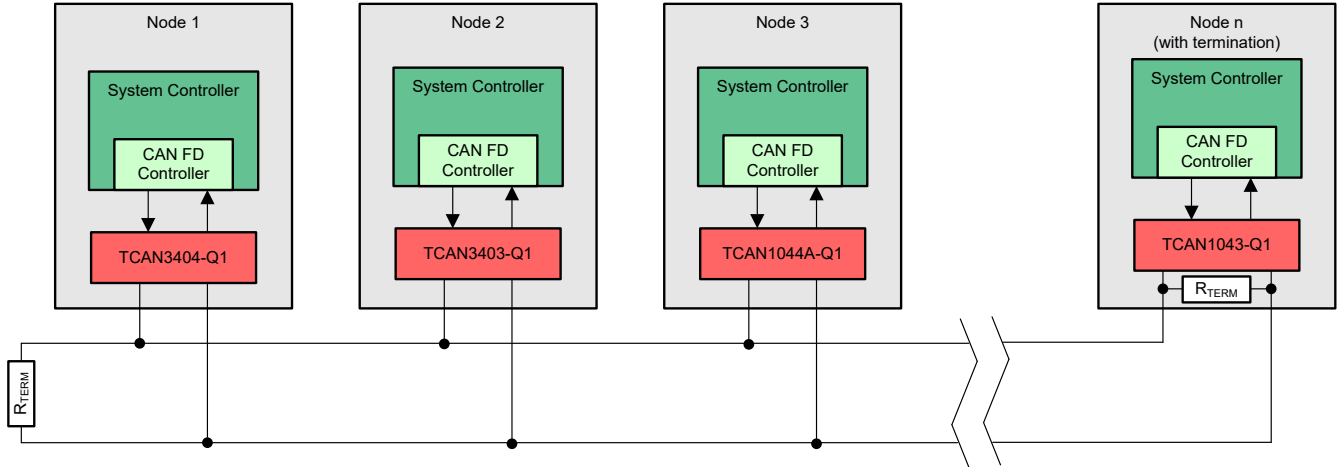 Node 1
System Controller
CAN FD
Controller
TCAN3404-Q1
Node 2
System Controller
CAN FD
Controller
TCAN3403-Q1
Node 3
System Controller
CAN FD
Controller
TCAN1044A-Q1
Node n
(with termination)
System Controller
CAN FD
Controller
TCAN1043-Q1
RTERM
RTERM